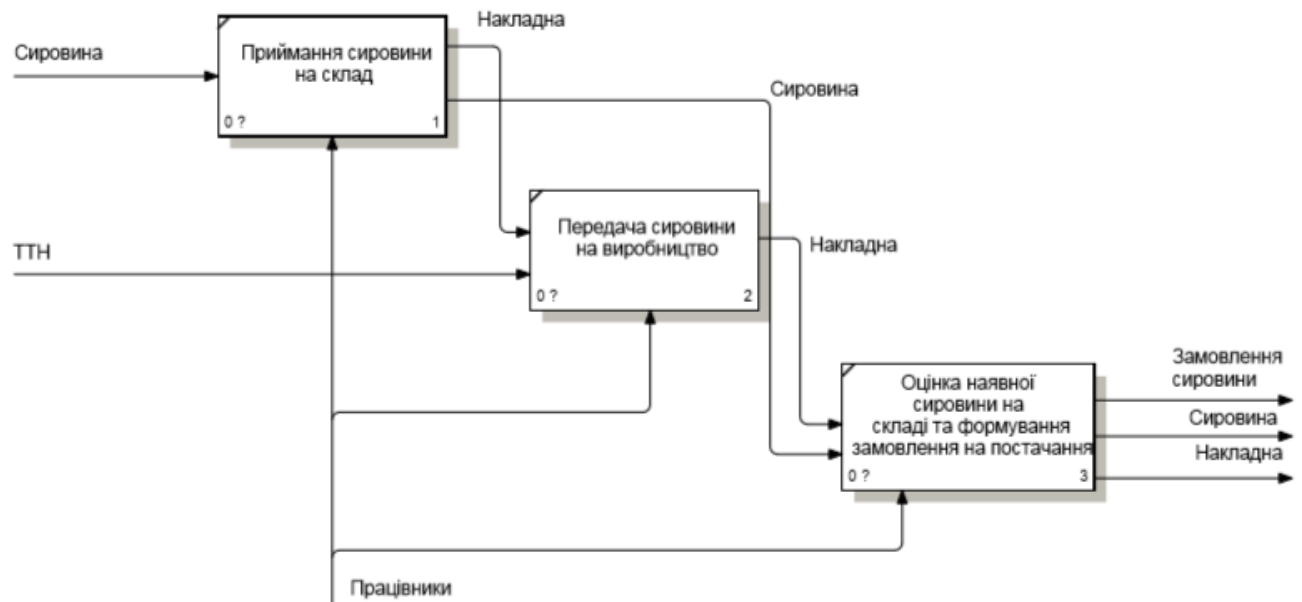 Накладна
Сировина
Приймання сировини
на склад
0 ?
1
Сировина
Передача сировини
на виробництво
0 ?
2
ТТН
Накладна
Оцінка наявної
сировини на
складі та формування
замовлення на постачання
0 ?
3
Замовлення
сировини
Сировина
Накладна
Працівники